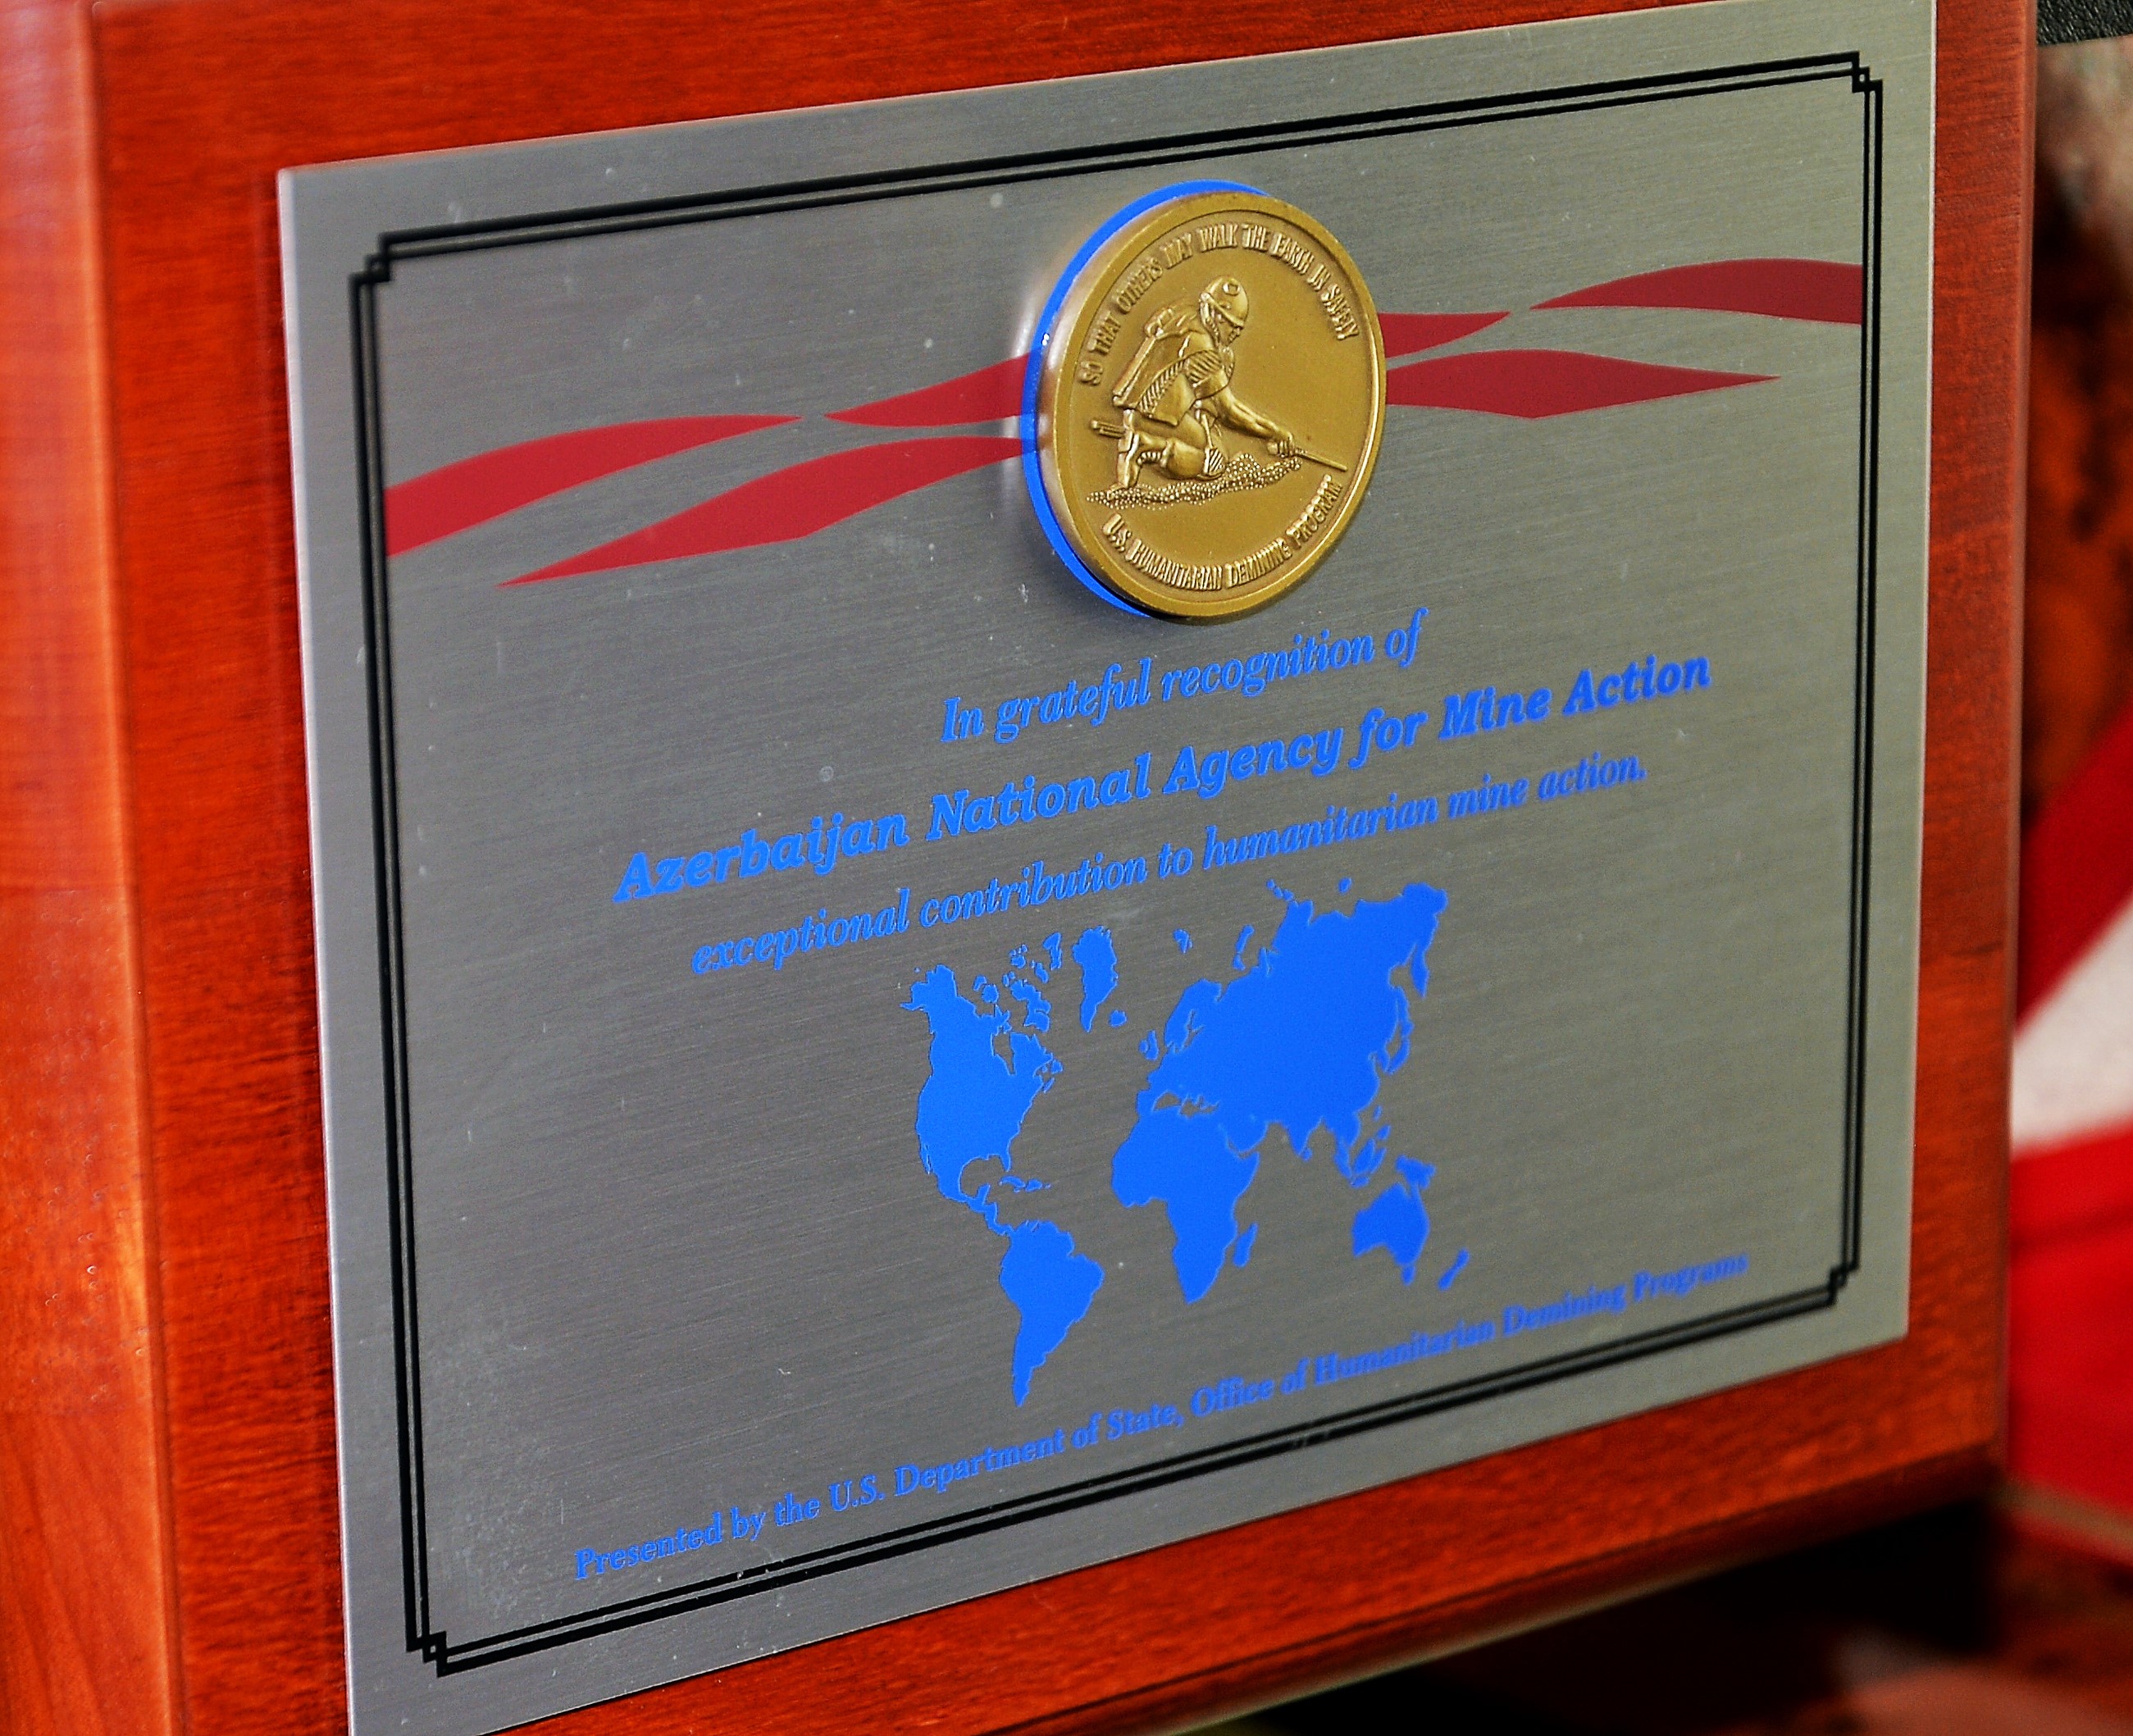 SO THAT OTHERS MAY WALK THE EARTH IN SAFETY
U.S. HUMANITARIAN DEMINING PROGRAM
In grateful recognition of
Azerbaijan National Agency for Mine Action
exceptional contribution to humanitarian mine action.
Presented by the U.S. Department of State, Office of Humanitarian Demining Programs